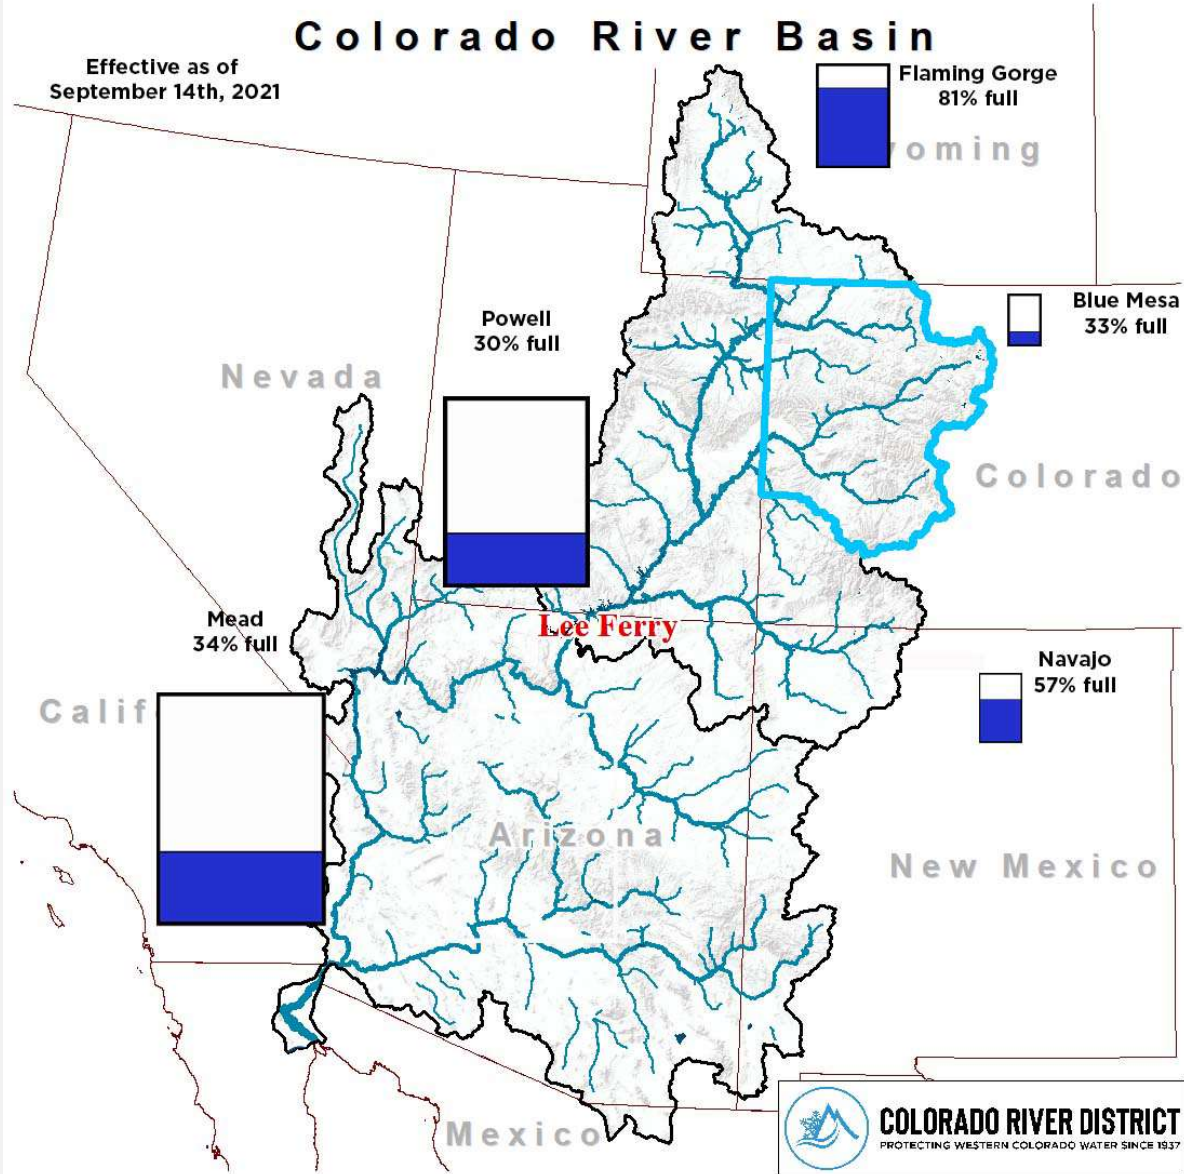 Colorado River Basin
Effective as of
September 14th, 2021
Flaming Gorge
81% full
oming
Powell
30% full
Blue Mesa
33% full
Nevada
Colorado
Mead
34% full
Lee Ferry
Navajo
57% full
Calif
Arizona
New Mexico
Mexico
COLORADO RIVER DISTRICT
PROTECTING WESTERN COLORADO WATER SINCE 1937